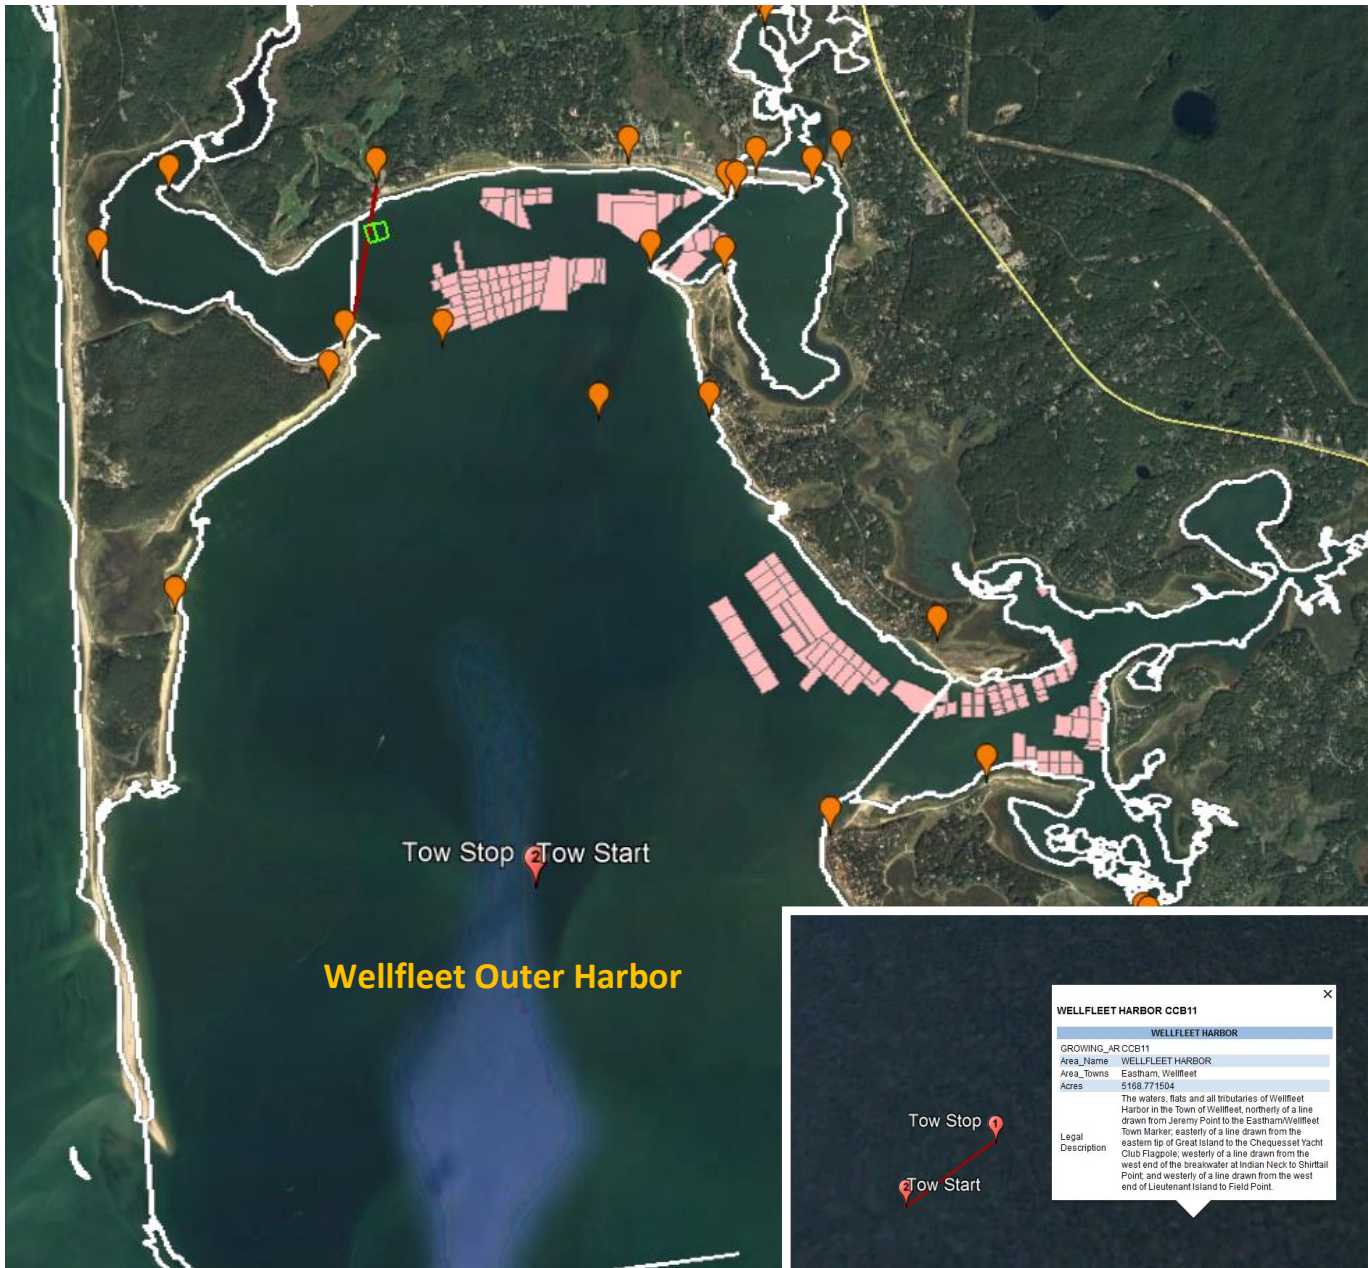 Tow Stop 2 Tow Start
Wellfleet Outer Harbor
WELLFLEET HARBOR CCB11
WELLFLEET HARBOR
GROWING_AR CCB11
Area_Name WELLFLEET HARBOR
Area_Towns Eastham, Wellfleet
Acres 5168.771504
Legal Description
The waters, flats and all tributaries of Wellfleet
Harbor in the Town of Wellfleet, northerly of a line
drawn from Jeremy Point to the Eastham/Wellfleet
Town Marker; easterly of a line drawn from the
eastern tip of Great Island to the Chequesset Yacht
Club Flagpole; westerly of a line drawn from the
west end of the breakwater at Indian Neck to Shirttail
Point; and westerly of a line drawn from the west
end of Lieutenant Island to Field Point.
Tow Stop 1
2 Tow Start